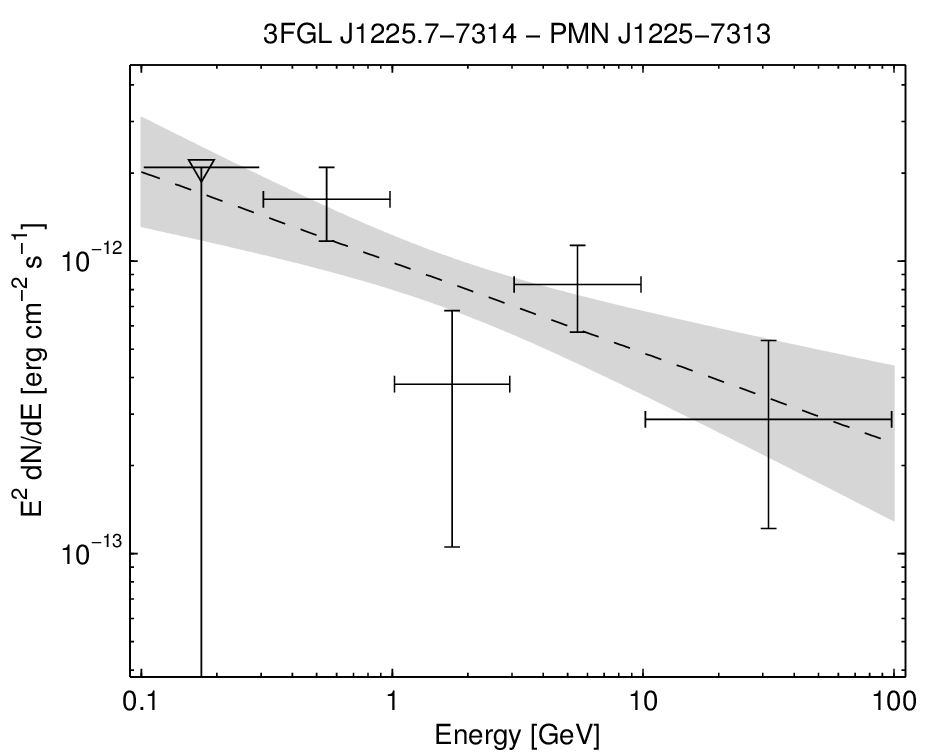 3FGL J1225.7−7314 − PMN J1225−7313
E² dN/dE [erg cm⁻² s⁻¹]
10⁻¹²
10⁻¹³
0.1 1 10 100
Energy [GeV]